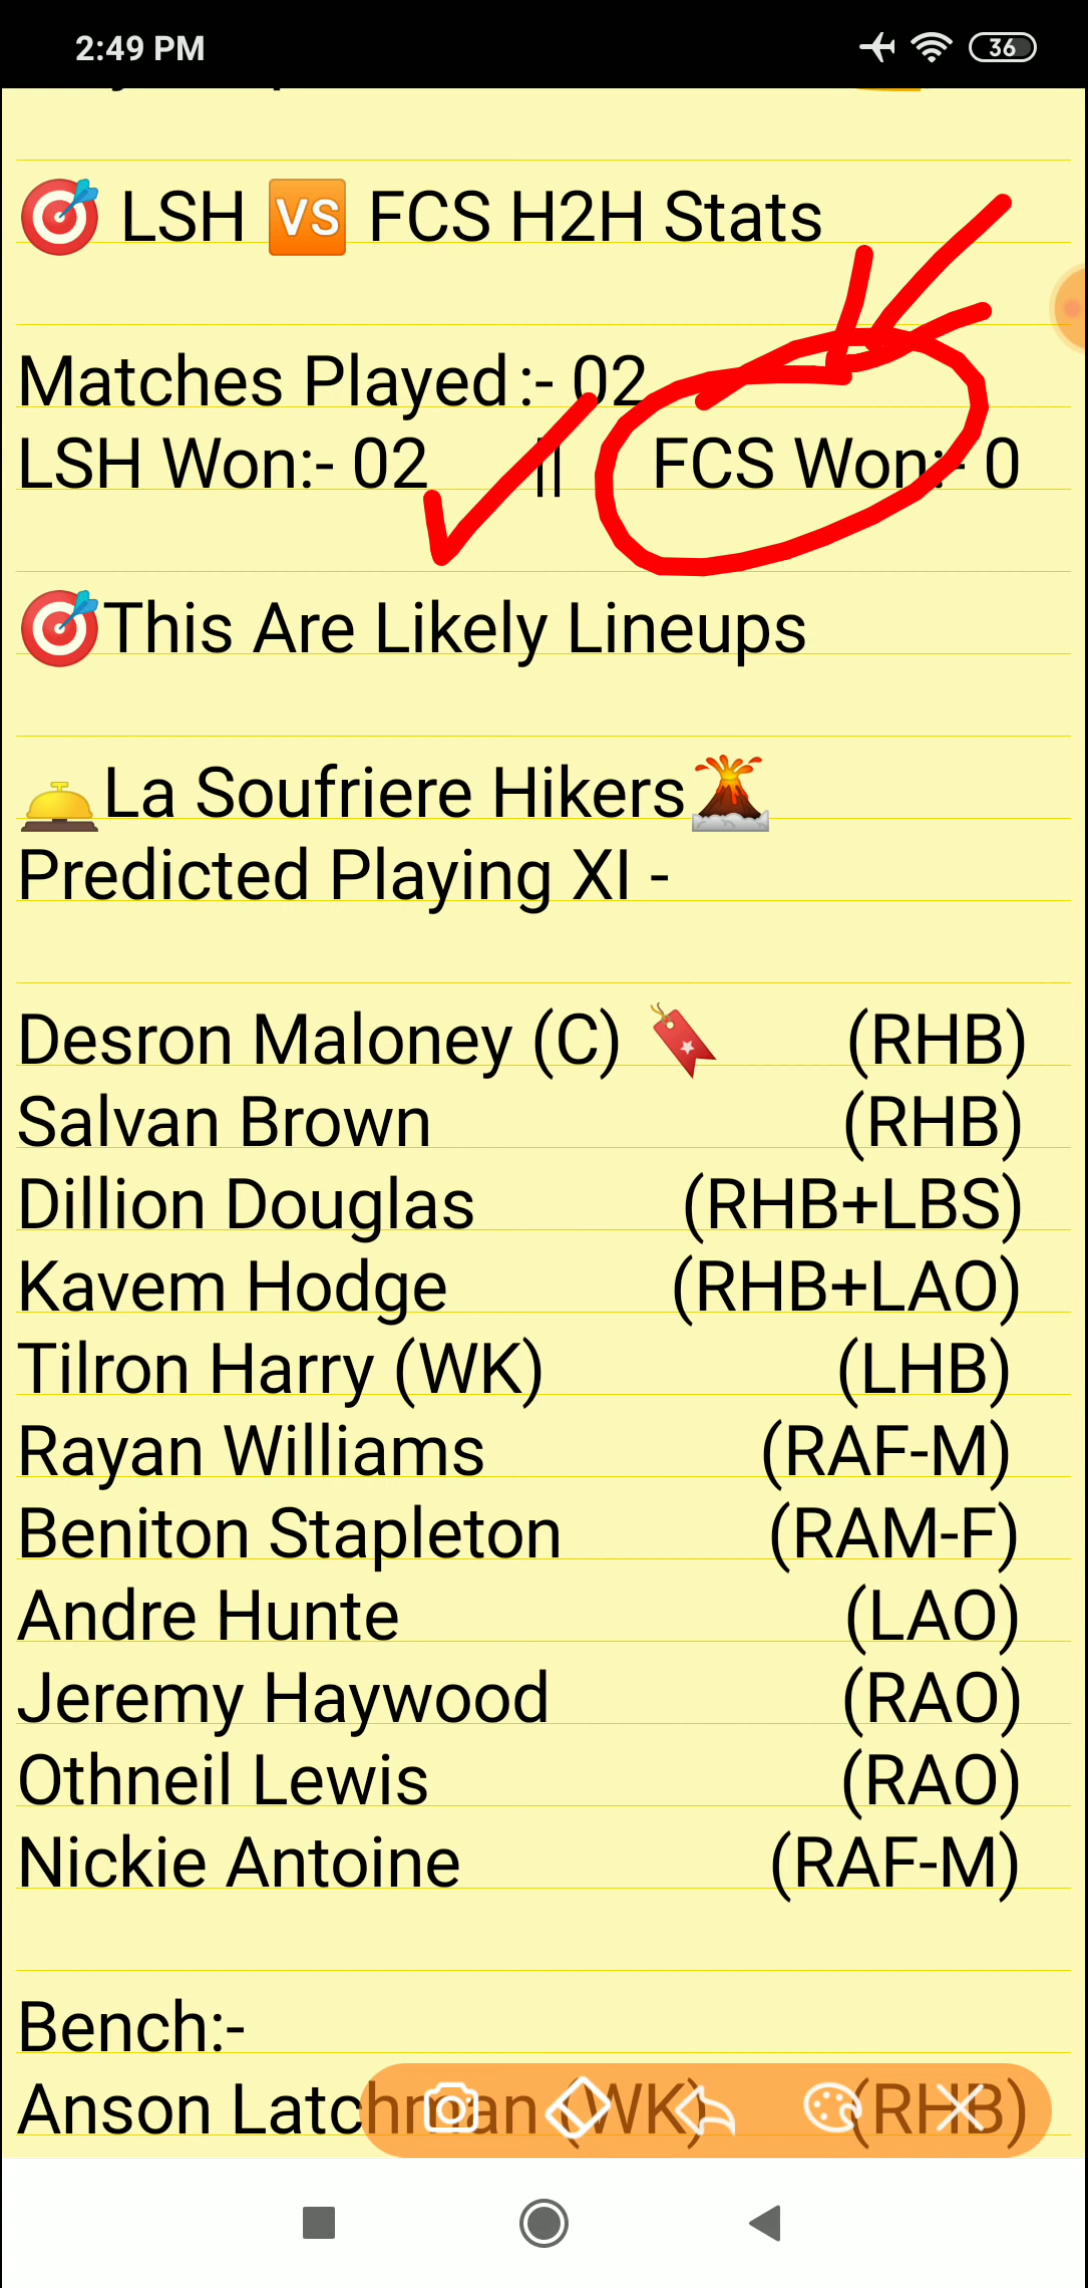 2:49 PM
36
LSH VS FCS H2H Stats
Matches Played:- 02
LSH Won:- 02 || FCS Won:- 0
This Are Likely Lineups
La Soufriere Hikers
Predicted Playing XI -
Desron Maloney (C) (RHB)
Salvan Brown (RHB)
Dillion Douglas (RHB+LBS)
Kavem Hodge (RHB+LAO)
Tilron Harry (WK) (LHB)
Rayan Williams (RAF-M)
Beniton Stapleton (RAM-F)
Andre Hunte (LAO)
Jeremy Haywood (RAO)
Othneil Lewis (RAO)
Nickie Antoine (RAF-M)
Bench:-
Anson Latchman (WK) (RHB)